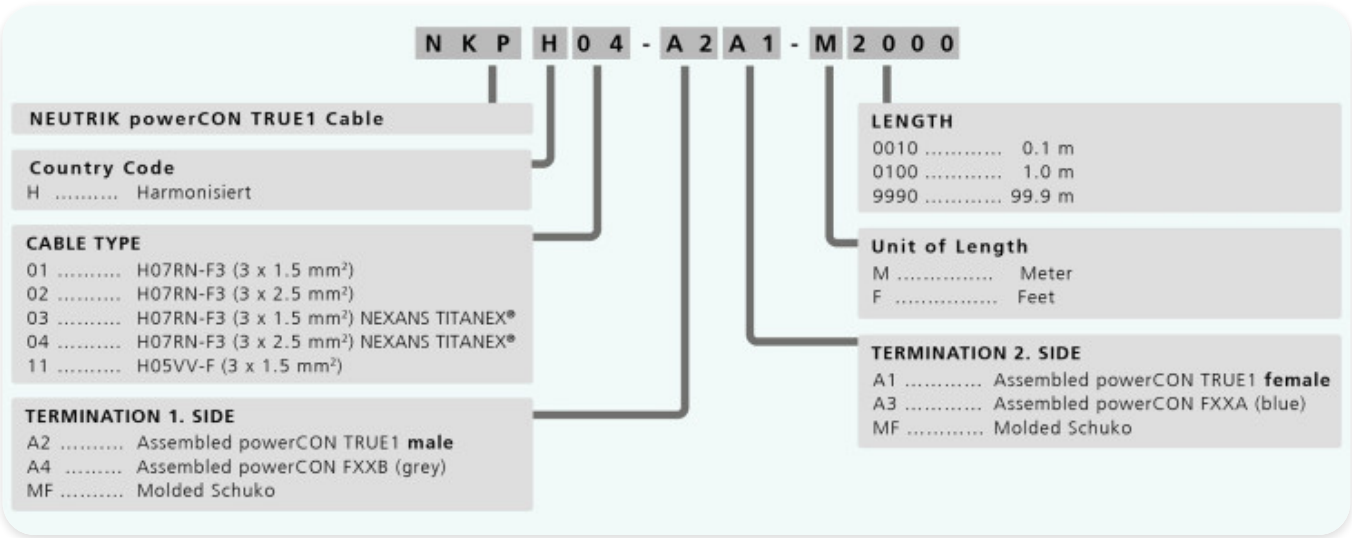 NKP H04-A2A1-M2000
NEUTRIK powerCON TRUE1 Cable
Country Code
H .......... Harmonisiert
CABLE TYPE
01 .......... H07RN-F3 (3 x 1.5 mm²)
02 .......... H07RN-F3 (3 x 2.5 mm²)
03 .......... H07RN-F3 (3 x 1.5 mm²) NEXANS TITANEX®
04 .......... H07RN-F3 (3 x 2.5 mm²) NEXANS TITANEX®
11 .......... H05VV-F (3 x 1.5 mm²)
TERMINATION 1. SIDE
A2 .......... Assembled powerCON TRUE1 male
A4 ......... Assembled powerCON FXXB (grey)
MF .......... Molded Schuko
LENGTH
0010 ............ 0.1 m
0100 ............ 1.0 m
9990 ............ 99.9 m
Unit of Length
M ............... Meter
F ................ Feet
TERMINATION 2. SIDE
A1 ............ Assembled powerCON TRUE1 female
A3 ............ Assembled powerCON FXXA (blue)
MF ............ Molded Schuko